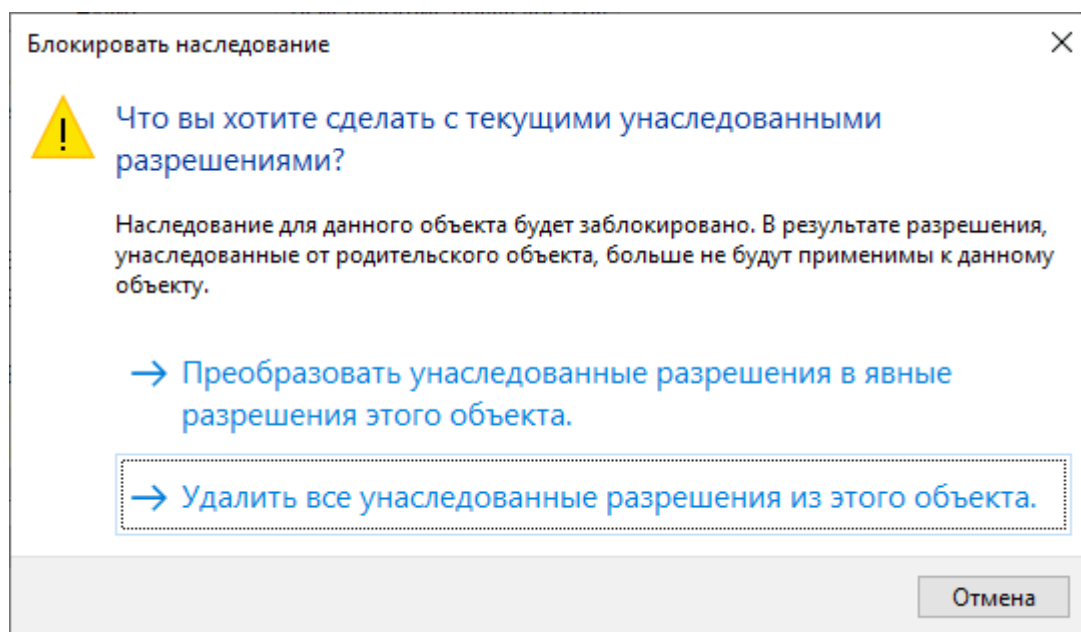 Блокировать наследование
Что вы хотите сделать с текущими унаследованными
разрешениями?
Наследование для данного объекта будет заблокировано. В результате разрешения,
унаследованные от родительского объекта, больше не будут применимы к данному
объекту.
Преобразовать унаследованные разрешения в явные
разрешения этого объекта.
Удалить все унаследованные разрешения из этого объекта.
Отмена